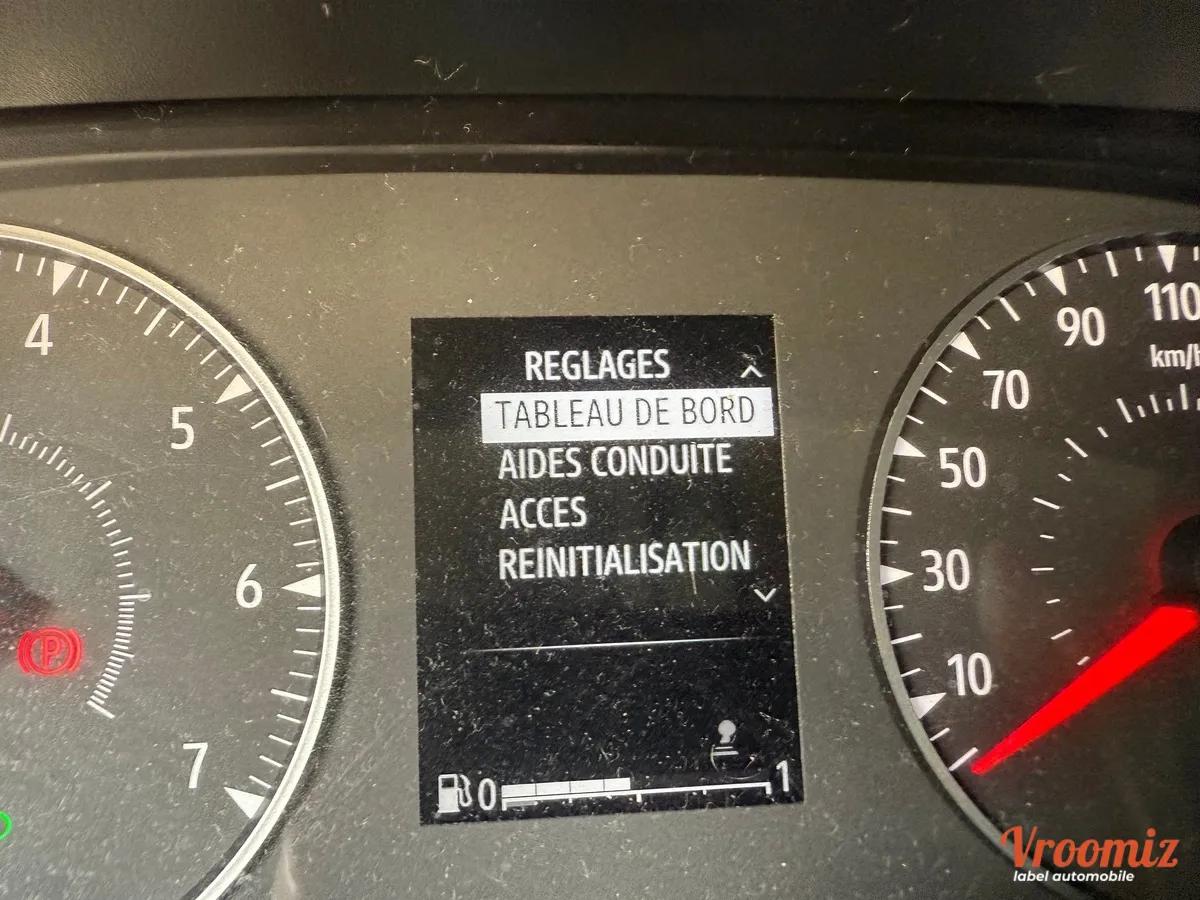 4
5
6
7
P
REGLAGES
TABLEAU DE BORD
AIDES CONDUITE
ACCES
REINITIALISATION
0
1
10
30
50
70
90
110
km/h
Vroomiz
label automobile